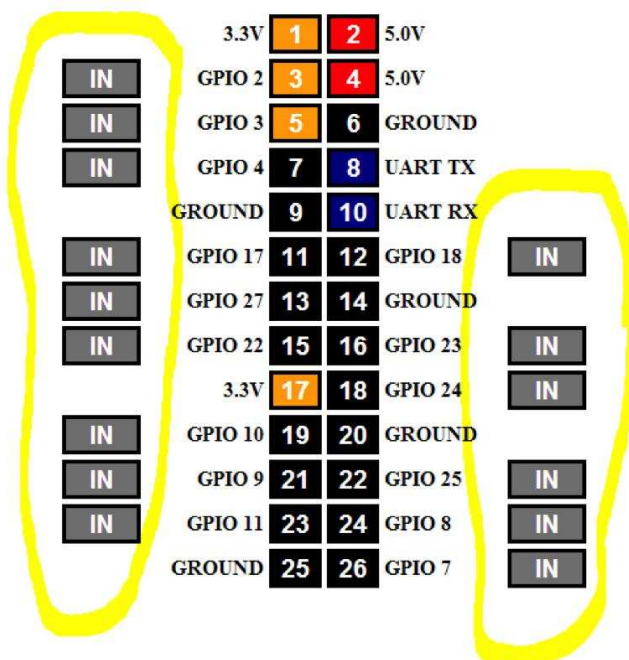 3.3V 1 2 5.0V
IN GPIO 2 3 4 5.0V
IN GPIO 3 5 6 GROUND
IN GPIO 4 7 8 UART TX
GROUND 9 10 UART RX
IN GPIO 17 11 12 GPIO 18 IN
IN GPIO 27 13 14 GROUND
IN GPIO 22 15 16 GPIO 23 IN
3.3V 17 18 GPIO 24 IN
IN GPIO 10 19 20 GROUND
IN GPIO 9 21 22 GPIO 25 IN
IN GPIO 11 23 24 GPIO 8 IN
GROUND 25 26 GPIO 7 IN